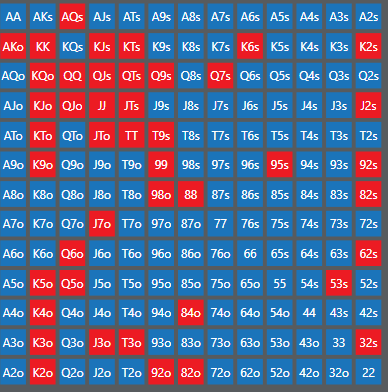 AA AKs AQs AJs ATs A9s A8s A7s A6s A5s A4s A3s A2s
AKo KK KQs KJs KTs K9s K8s K7s K6s K5s K4s K3s K2s
AQo KQo QQ QJs QTs Q9s Q8s Q7s Q6s Q5s Q4s Q3s Q2s
AJo KJo QJo JJ JTs J9s J8s J7s J6s J5s J4s J3s J2s
ATo KTo QTo JTo TT T9s T8s T7s T6s T5s T4s T3s T2s
A9o K9o Q9o J9o T9o 99 98s 97s 96s 95s 94s 93s 92s
A8o K8o Q8o J8o T8o 98o 88 87s 86s 85s 84s 83s 82s
A7o K7o Q7o J7o T7o 97o 87o 77 76s 75s 74s 73s 72s
A6o K6o Q6o J6o T6o 96o 86o 76o 66 65s 64s 63s 62s
A5o K5o Q5o J5o T5o 95o 85o 75o 65o 55 54s 53s 52s
A4o K4o Q4o J4o T4o 94o 84o 74o 64o 54o 44 43s 42s
A3o K3o Q3o J3o T3o 93o 83o 73o 63o 53o 43o 33 32s
A2o K2o Q2o J2o T2o 92o 82o 72o 62o 52o 42o 32o 22